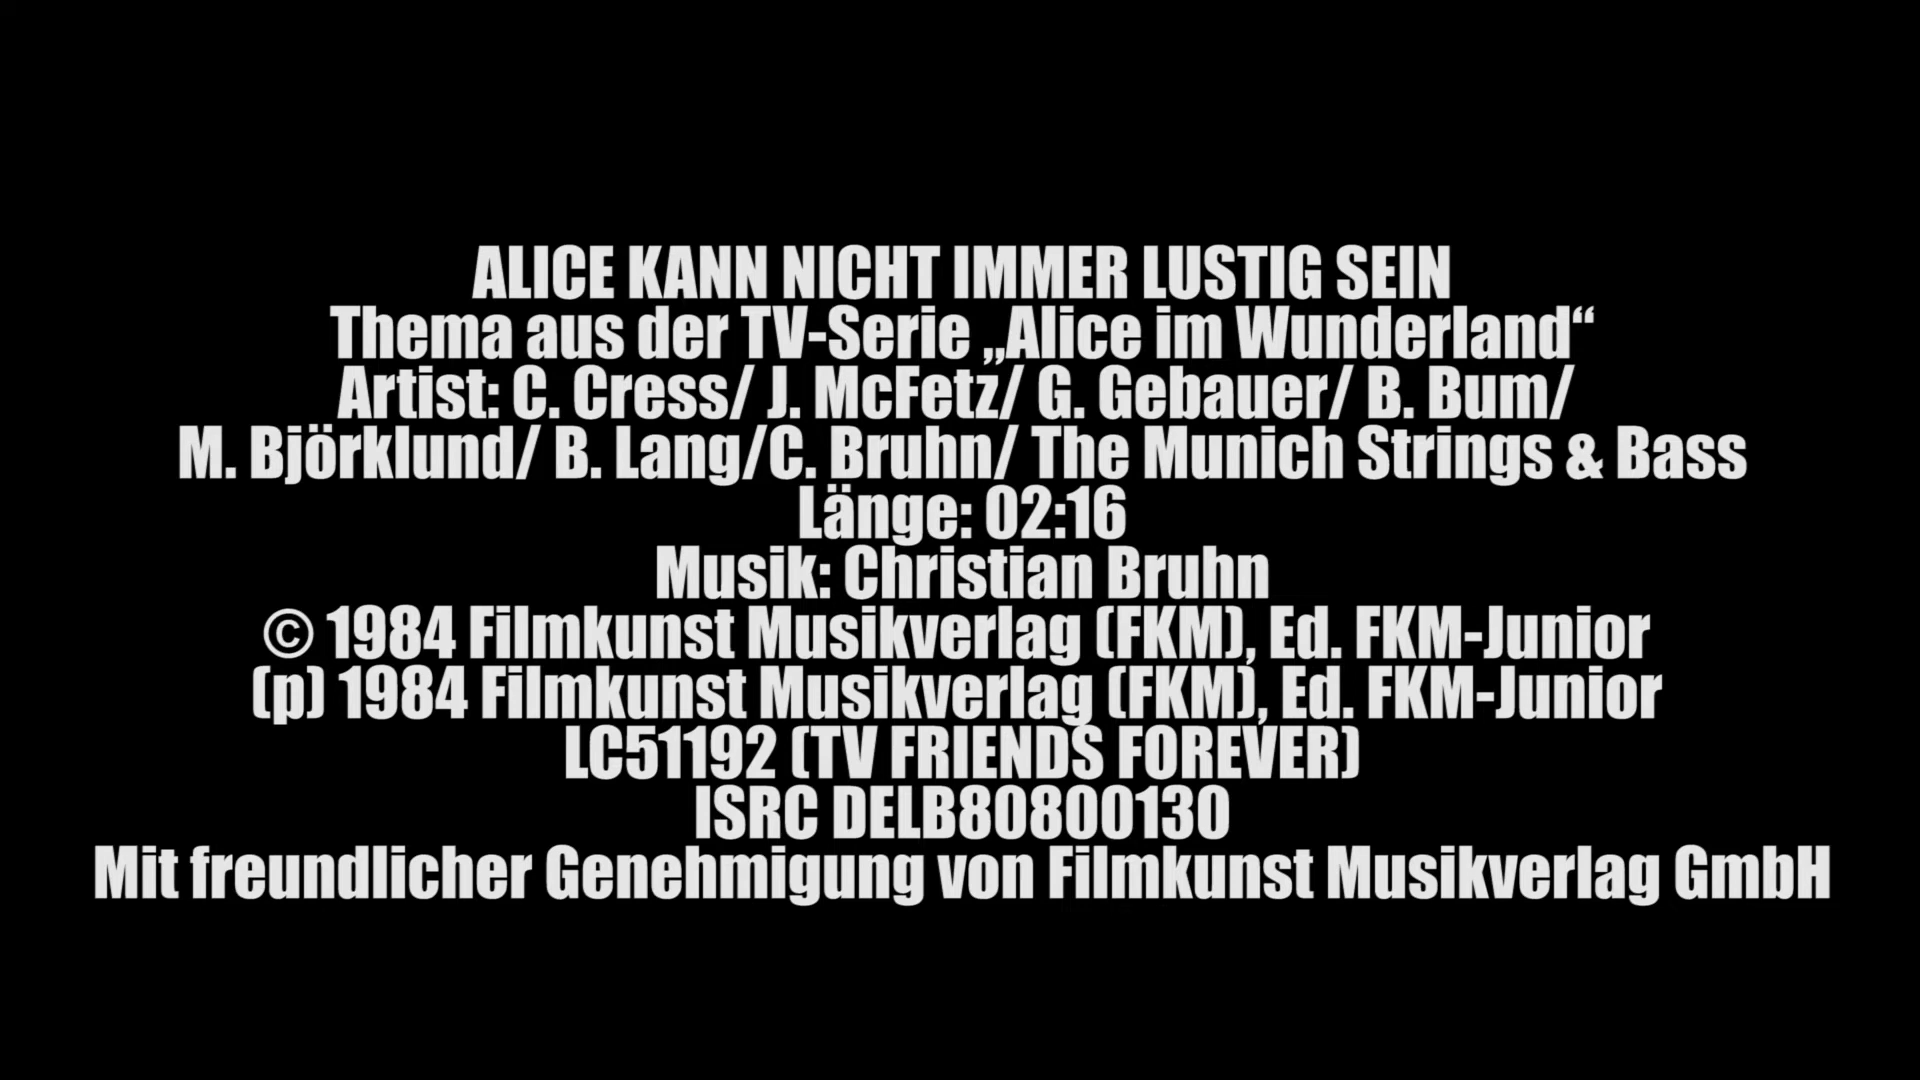 ALICE KANN NICHT IMMER LUSTIG SEIN
Thema aus der TV-Serie „Alice im Wunderland“
Artist: C. Cress/ J. McFetz/ G. Gebauer/ B. Bum/
M. Björklund/ B. Lang/C. Bruhn/ The Munich Strings & Bass
Länge: 02:16
Musik: Christian Bruhn
© 1984 Filmkunst Musikverlag (FKM), Ed. FKM-Junior
(p) 1984 Filmkunst Musikverlag (FKM), Ed. FKM-Junior
LC51192 (TV FRIENDS FOREVER)
ISRC DELB80800130
Mit freundlicher Genehmigung von Filmkunst Musikverlag GmbH